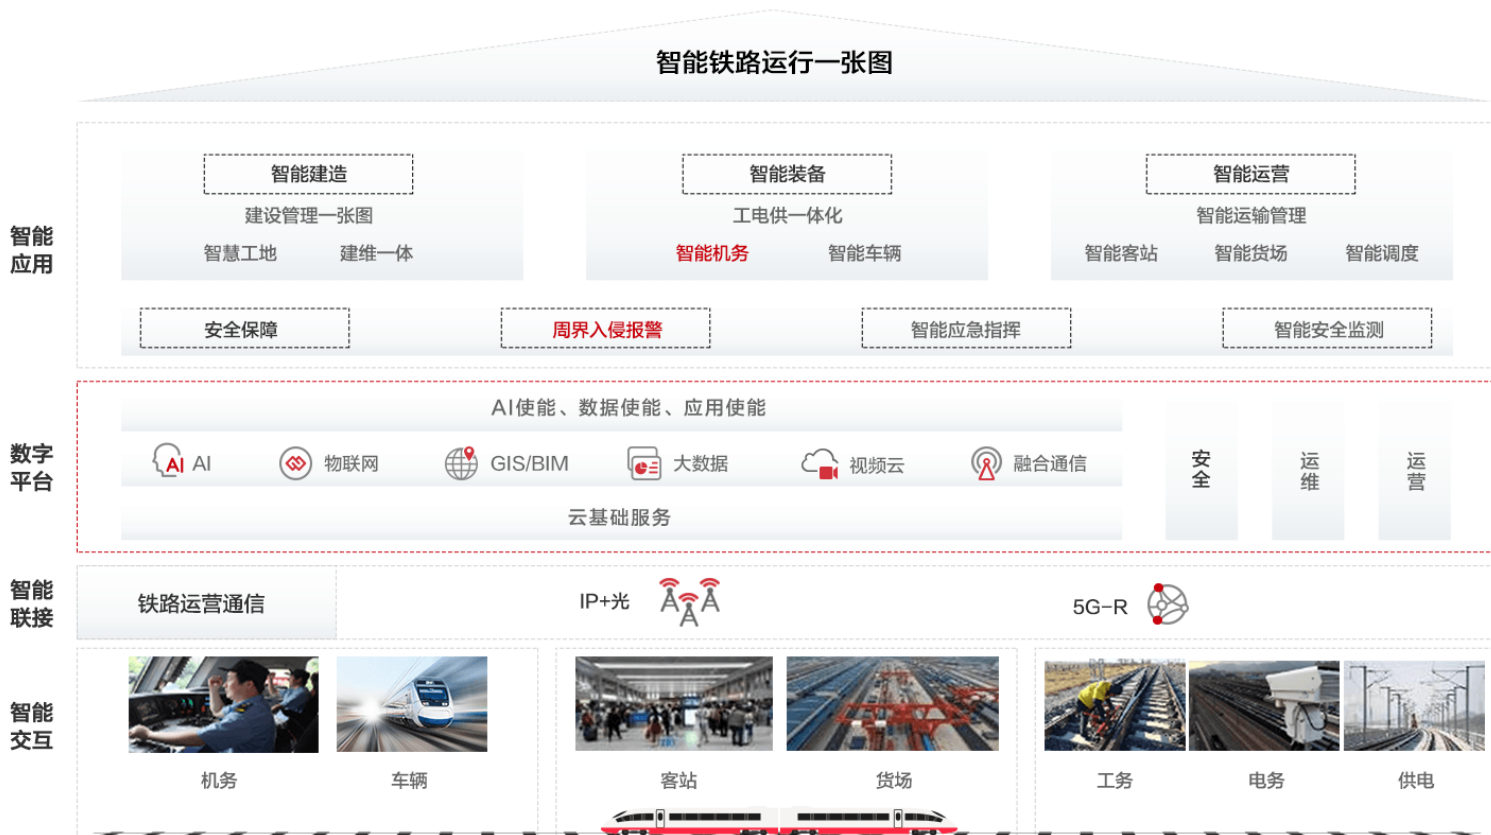 智能铁路运行一张图
智能
应用
智能建造
智能装备
智能运营
建设管理一张图
工电供一体化
智能运输管理
智慧工地
建维一体
智能机务
智能车辆
智能客站
智能货场
智能调度
安全保障
周界入侵报警
智能应急指挥
智能安全监测
数字
平台
AI使能、数据使能、应用使能
AI
AI
物联网
GIS/BIM
大数据
视频云
融合通信
云基础服务
安全
运维
运营
智能
联接
铁路运营通信
IP+光
5G-R
智能
交互
机务
车辆
客站
货场
工务
电务
供电